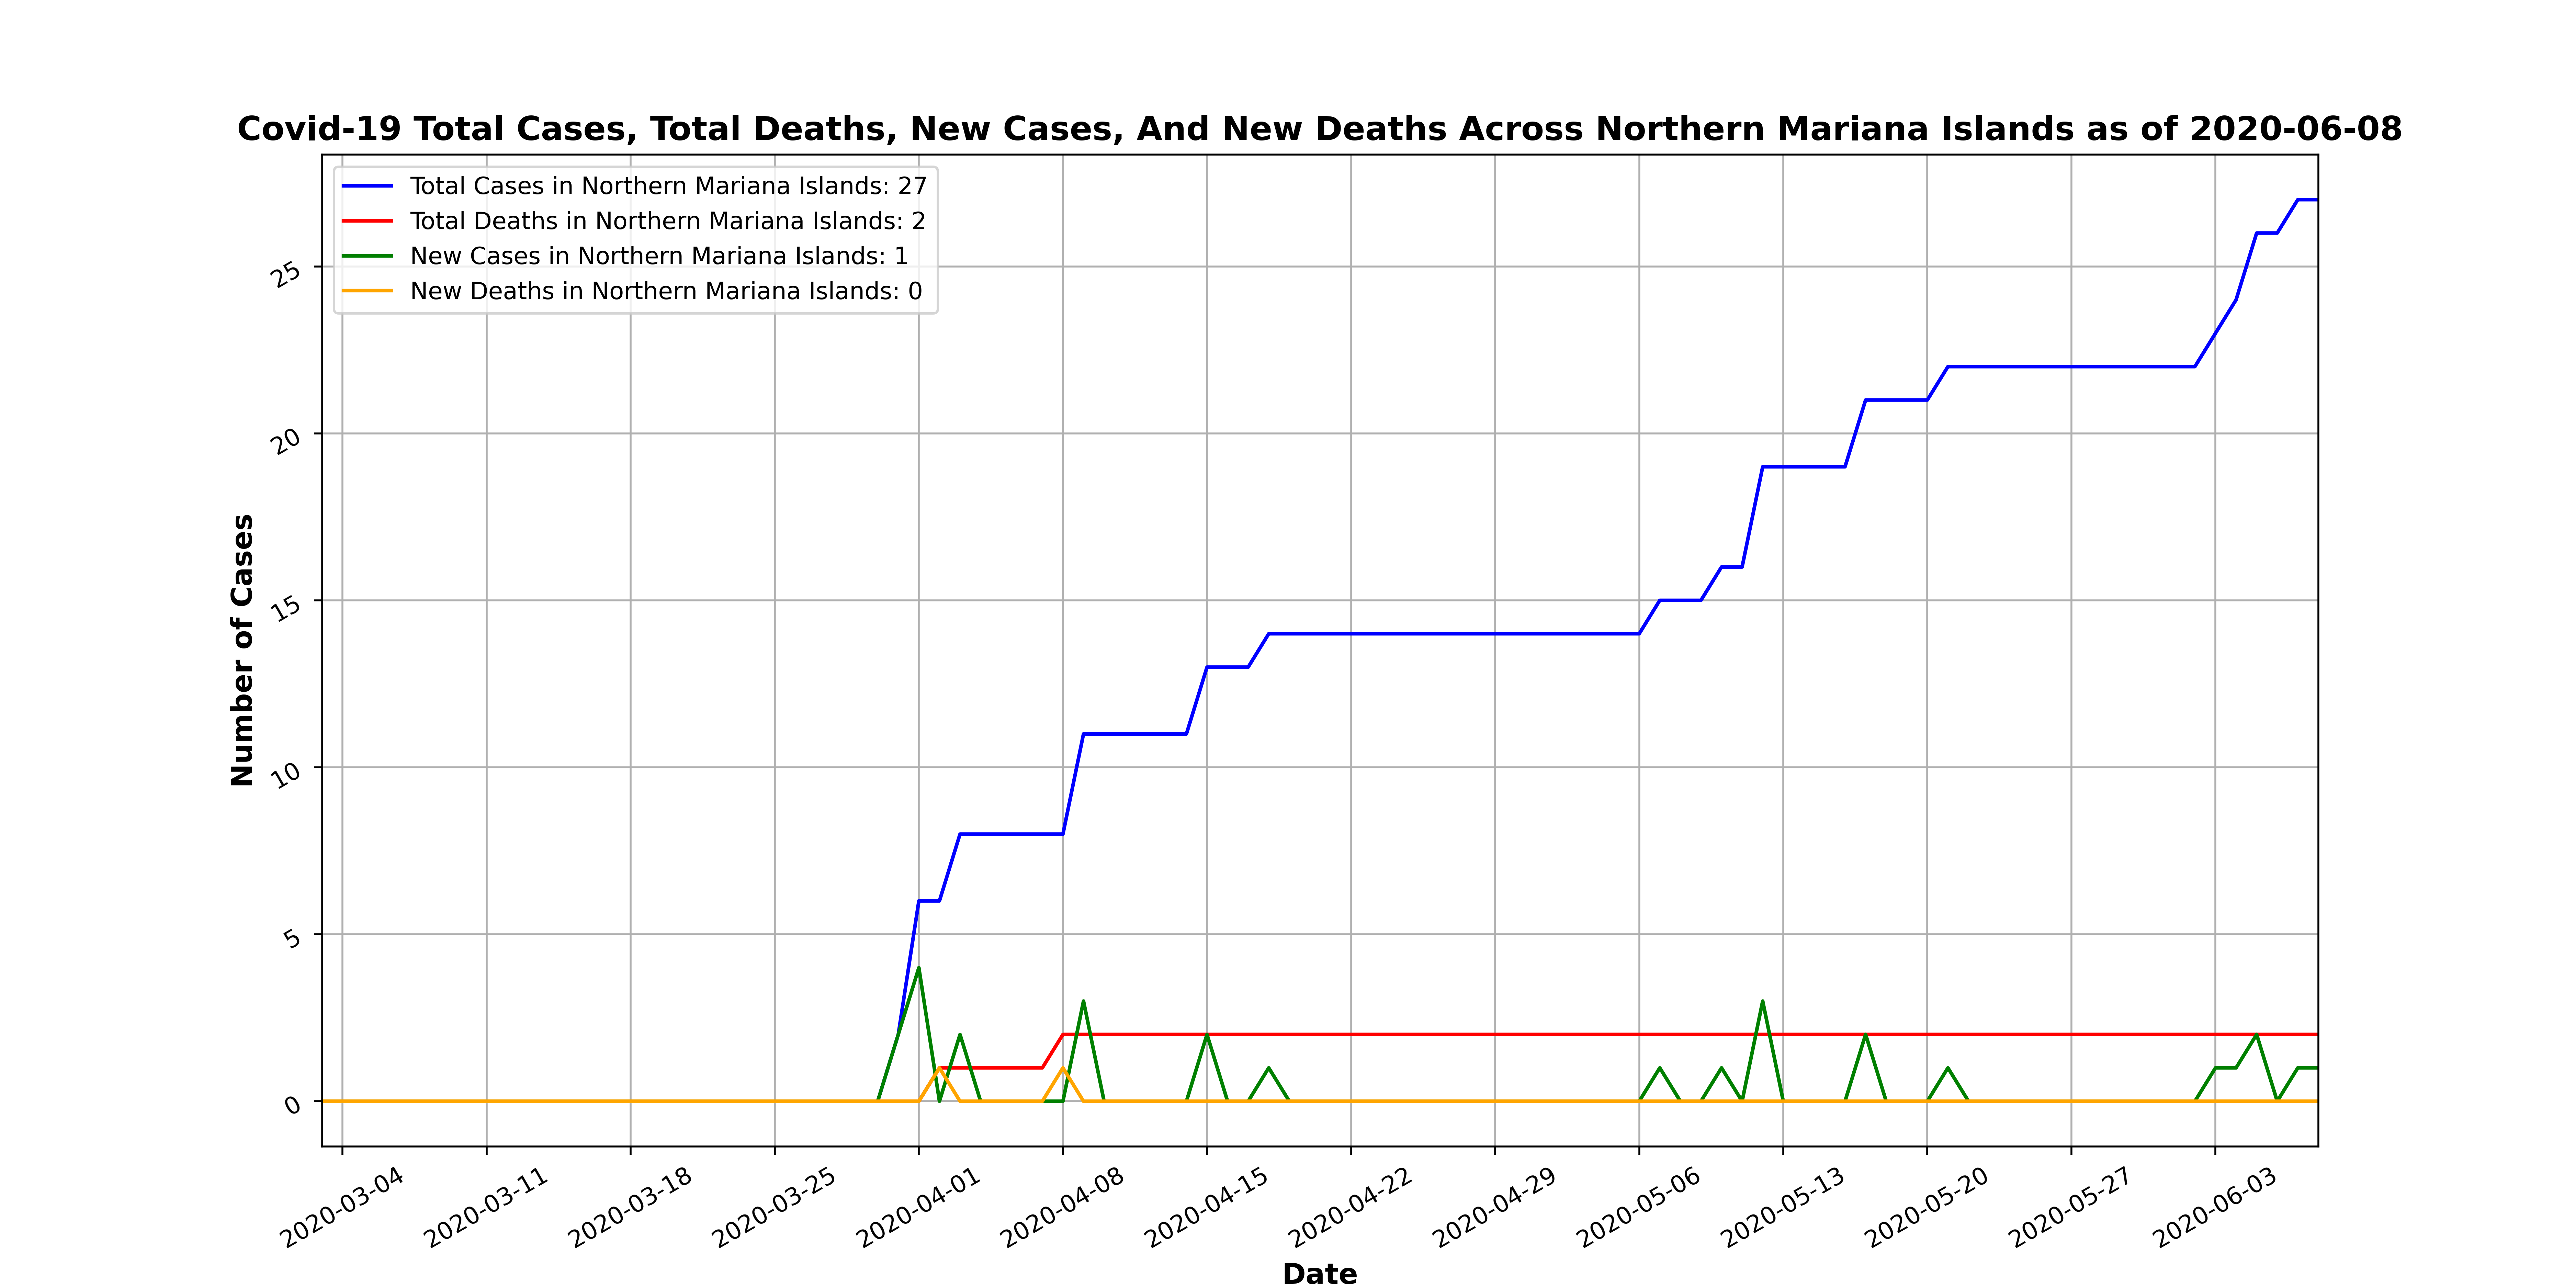 Covid-19 Total Cases, Total Deaths, New Cases, And New Deaths Across Northern Mariana Islands as of 2020-06-08
Total Cases in Northern Mariana Islands: 27
Total Deaths in Northern Mariana Islands: 2
New Cases in Northern Mariana Islands: 1
New Deaths in Northern Mariana Islands: 0
Number of Cases
25
20
15
10
5
0
2020-03-04
2020-03-11
2020-03-18
2020-03-25
2020-04-01
2020-04-08
2020-04-15
2020-04-22
2020-04-29
2020-05-06
2020-05-13
2020-05-20
2020-05-27
2020-06-03
Date